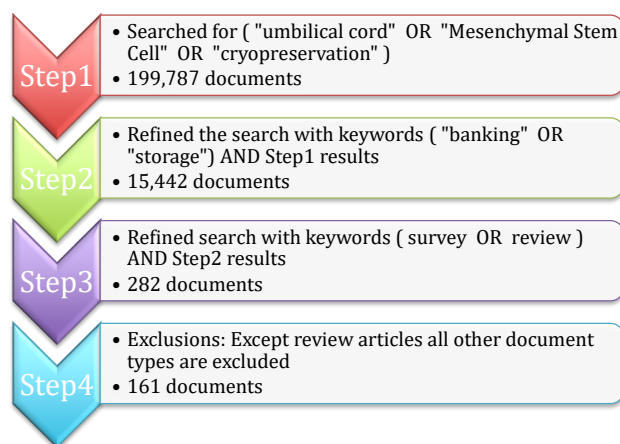 Step1
• Searched for ( "umbilical cord" OR "Mesenchymal Stem
Cell" OR "cryopreservation" )
• 199,787 documents
Step2
• Refined the search with keywords ( "banking" OR
"storage") AND Step1 results
• 15,442 documents
Step3
• Refined search with keywords ( survey OR review )
AND Step2 results
• 282 documents
Step4
• Exclusions: Except review articles all other document
types are excluded
• 161 documents